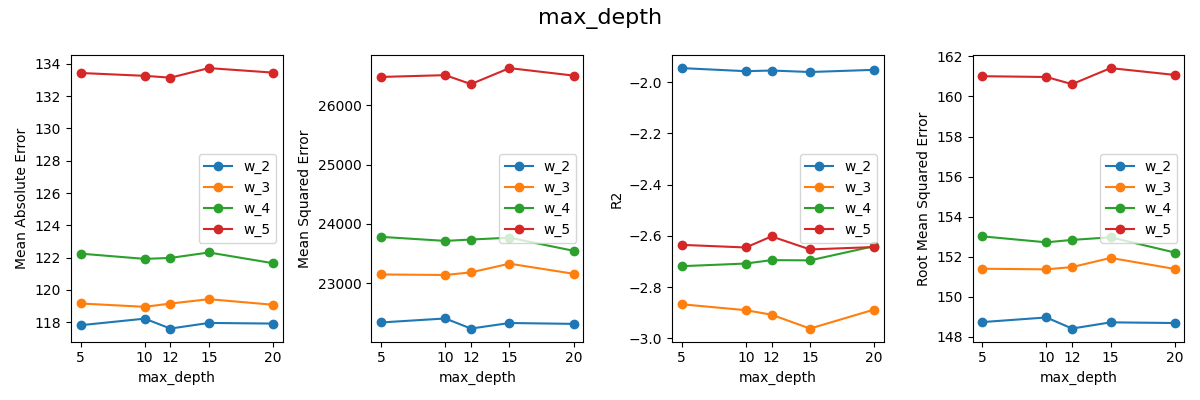 max_depth
Mean Absolute Error
134
132
130
128
126
124
122
120
118
5 10 12 15 20
max_depth
w_2
w_3
w_4
w_5
Mean Squared Error
26000
25000
24000
23000
5 10 12 15 20
max_depth
w_2
w_3
w_4
w_5
R2
−2.0
−2.2
−2.4
−2.6
−2.8
−3.0
5 10 12 15 20
max_depth
w_2
w_3
w_4
w_5
Root Mean Squared Error
162
160
158
156
154
152
150
148
5 10 12 15 20
max_depth
w_2
w_3
w_4
w_5